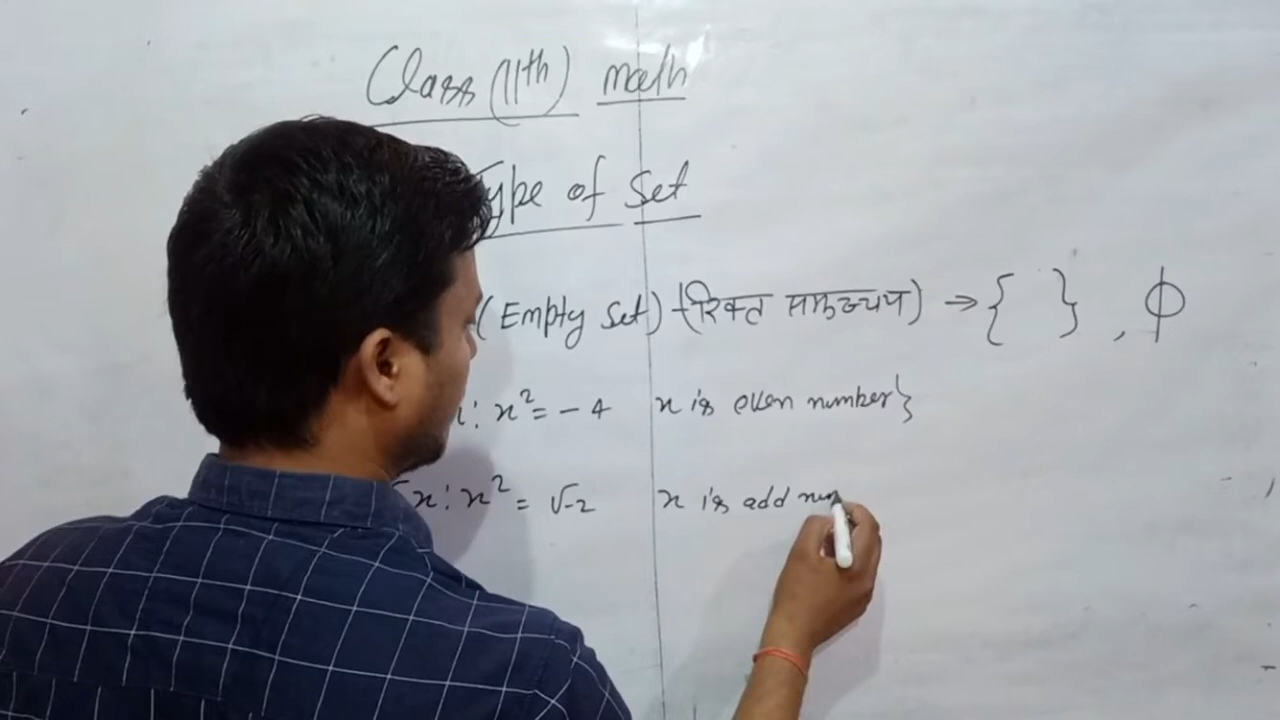 Class (11th) math
Type of Set
(Empty set) (रिक्त समुच्चय) → { } , ϕ
: x² = -4 x is even number}
{x : x² = √-2 x is add num